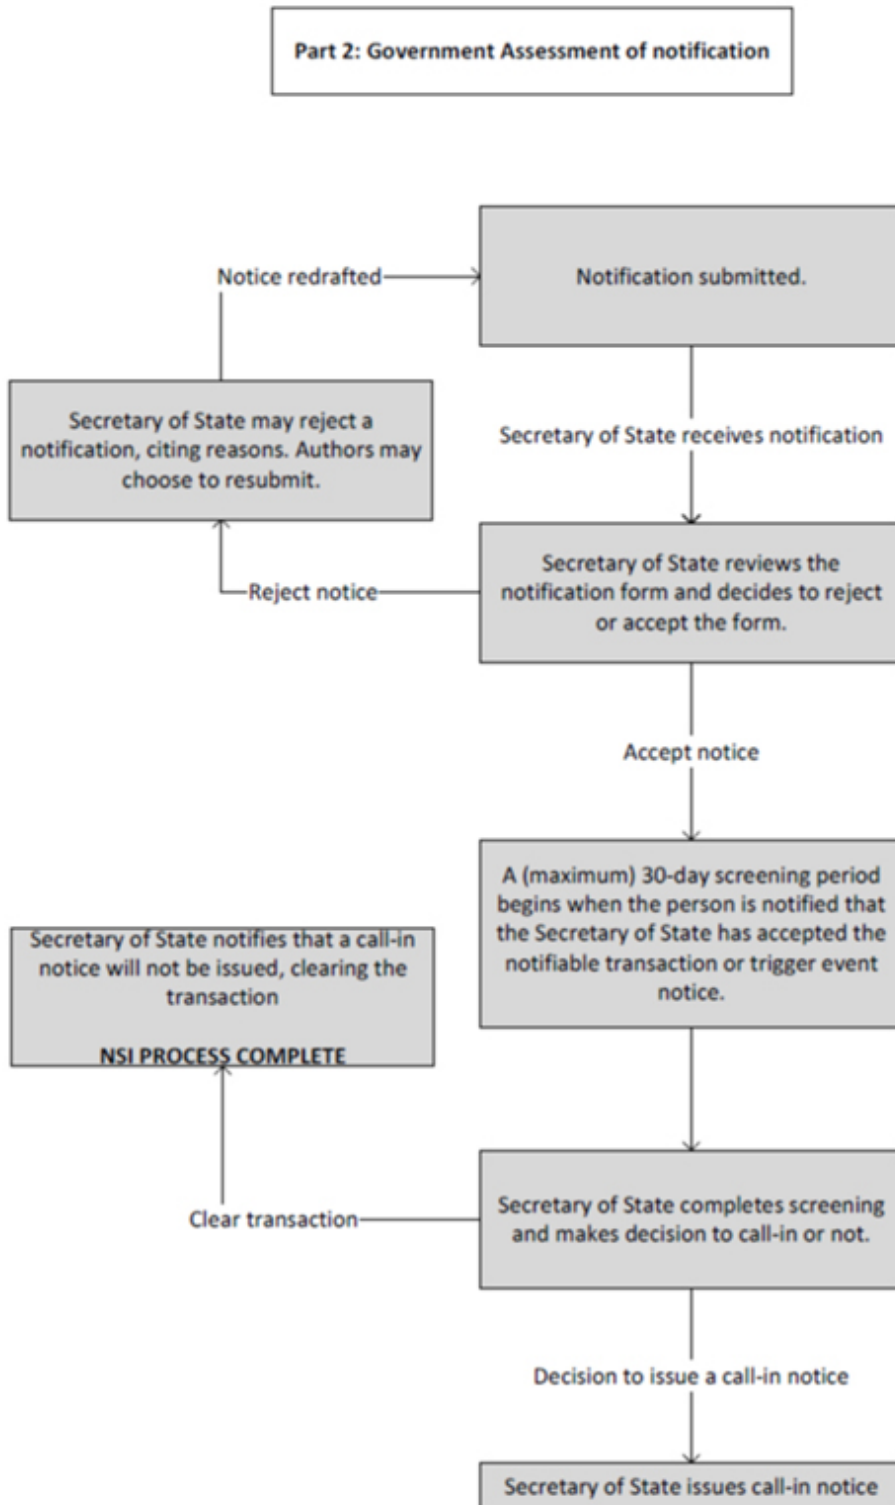 Part 2: Government Assessment of notification
Notification submitted.
Notice redrafted
Secretary of State may reject a
notification, citing reasons. Authors may
choose to resubmit.
Secretary of State receives notification
Secretary of State reviews the
notification form and decides to reject
or accept the form.
Reject notice
Accept notice
A (maximum) 30-day screening period
begins when the person is notified that
the Secretary of State has accepted the
notifiable transaction or trigger event
notice.
Secretary of State notifies that a call-in
notice will not be issued, clearing the
transaction
NSI PROCESS COMPLETE
Secretary of State completes screening
and makes decision to call-in or not.
Clear transaction
Decision to issue a call-in notice
Secretary of State issues call-in notice